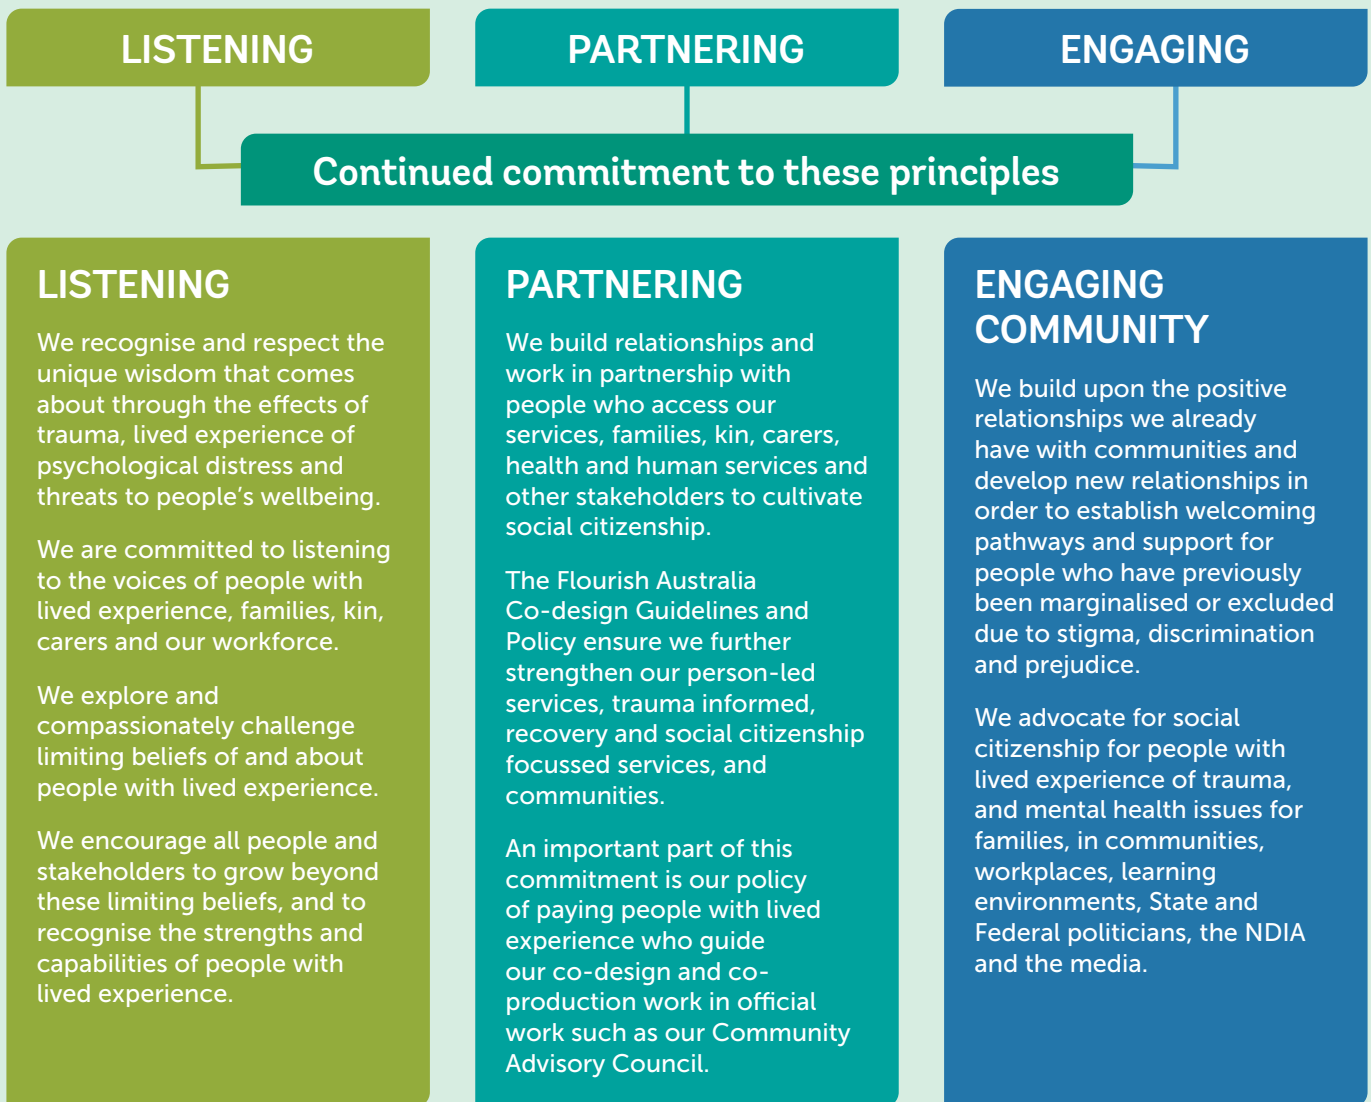 LISTENING
PARTNERING
ENGAGING
Continued commitment to these principles
LISTENING
We recognise and respect the
unique wisdom that comes
about through the effects of
trauma, lived experience of
psychological distress and
threats to people’s wellbeing.
We are committed to listening
to the voices of people with
lived experience, families, kin,
carers and our workforce.
We explore and
compassionately challenge
limiting beliefs of and about
people with lived experience.
We encourage all people and
stakeholders to grow beyond
these limiting beliefs, and to
recognise the strengths and
capabilities of people with
lived experience.
PARTNERING
We build relationships and
work in partnership with
people who access our
services, families, kin, carers,
health and human services and
other stakeholders to cultivate
social citizenship.
The Flourish Australia
Co-design Guidelines and
Policy ensure we further
strengthen our person-led
services, trauma informed,
recovery and social citizenship
focussed services, and
communities.
An important part of this
commitment is our policy
of paying people with lived
experience who guide
our co-design and co-
production work in official
work such as our Community
Advisory Council.
ENGAGING
COMMUNITY
We build upon the positive
relationships we already
have with communities and
develop new relationships in
order to establish welcoming
pathways and support for
people who have previously
been marginalised or excluded
due to stigma, discrimination
and prejudice.
We advocate for social
citizenship for people with
lived experience of trauma,
and mental health issues for
families, in communities,
workplaces, learning
environments, State and
Federal politicians, the NDIA
and the media.